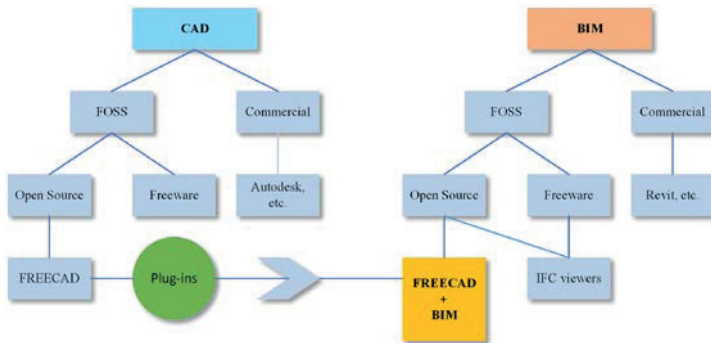 CAD
BIM
FOSS
Commercial
FOSS
Commercial
Open Source
Freeware
Autodesk,
etc.
Open Source
Freeware
Revit, etc.
FREECAD
Plug-ins
FREECAD
+
BIM
IFC viewers